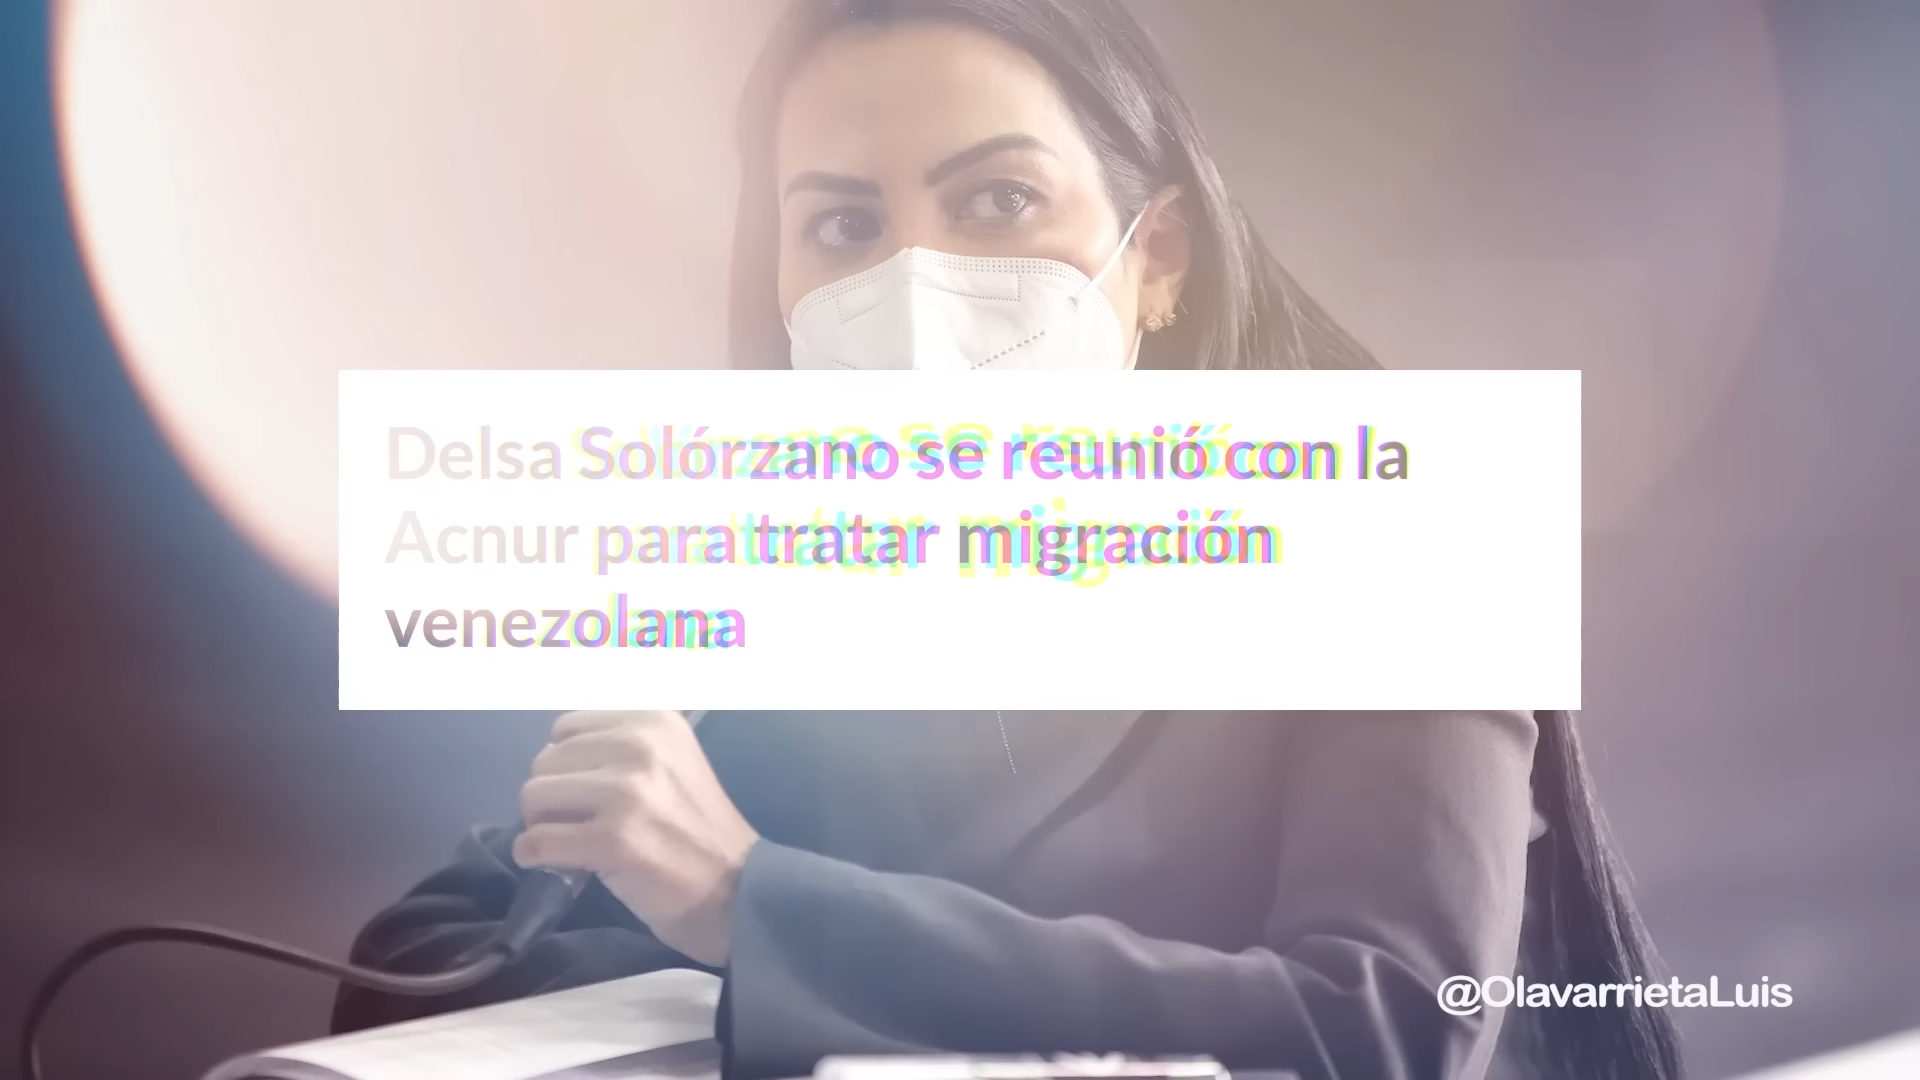 Delsa Solórzano se reunió con la
Acnur para tratar migración
venezolana
@OlavarrietaLuis